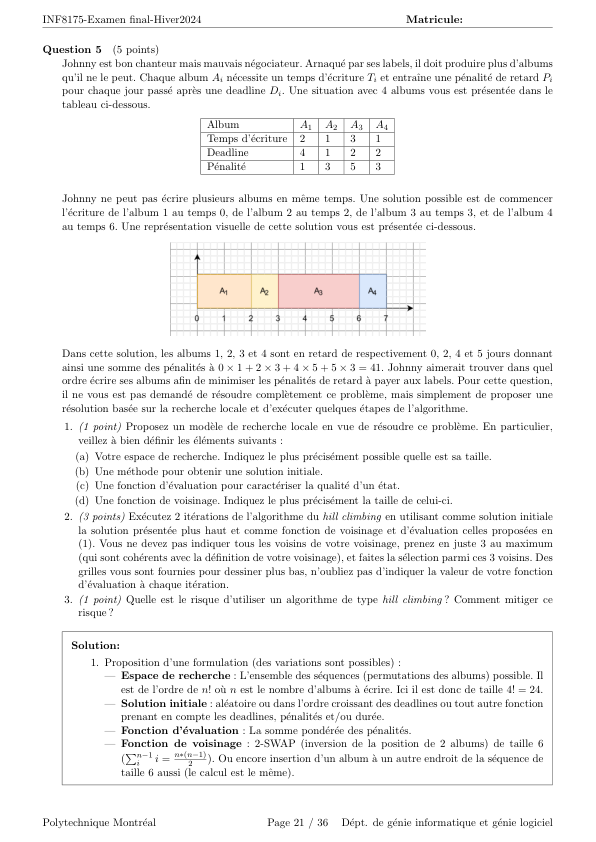 INF8175-Examen final-Hiver2024 Matricule:
Question 5 (5 points)
Johnny est bon chanteur mais mauvais négociateur. Arnaqué par ses labels, il doit produire plus d'albums
qu'il ne le peut. Chaque album Aᵢ nécessite un temps d'écriture Tᵢ et entraîne une pénalité de retard Pᵢ
pour chaque jour passé après une deadline Dᵢ. Une situation avec 4 albums vous est présentée dans le
tableau ci-dessous.
Album A₁ A₂ A₃ A₄
Temps d'écriture 2 1 3 1
Deadline 4 1 2 2
Pénalité 1 3 5 3
Johnny ne peut pas écrire plusieurs albums en même temps. Une solution possible est de commencer
l'écriture de l'album 1 au temps 0, de l'album 2 au temps 2, de l'album 3 au temps 3, et de l'album 4
au temps 6. Une représentation visuelle de cette solution vous est présentée ci-dessous.
A₁ A₂ A₃ A₄
0 1 2 3 4 5 6 7
Dans cette solution, les albums 1, 2, 3 et 4 sont en retard de respectivement 0, 2, 4 et 5 jours donnant
ainsi une somme des pénalités à 0 × 1 + 2 × 3 + 4 × 5 + 5 × 3 = 41. Johnny aimerait trouver dans quel
ordre écrire ses albums afin de minimiser les pénalités de retard à payer aux labels. Pour cette question,
il ne vous est pas demandé de résoudre complètement ce problème, mais simplement de proposer une
résolution basée sur la recherche locale et d'exécuter quelques étapes de l'algorithme.
1. (1 point) Proposez un modèle de recherche locale en vue de résoudre ce problème. En particulier,
veillez à bien définir les éléments suivants :
(a) Votre espace de recherche. Indiquez le plus précisément possible quelle est sa taille.
(b) Une méthode pour obtenir une solution initiale.
(c) Une fonction d'évaluation pour caractériser la qualité d'un état.
(d) Une fonction de voisinage. Indiquez le plus précisément la taille de celui-ci.
2. (3 points) Exécutez 2 itérations de l'algorithme du hill climbing en utilisant comme solution initiale
la solution présentée plus haut et comme fonction de voisinage et d'évaluation celles proposées en
(1). Vous ne devez pas indiquer tous les voisins de votre voisinage, prenez en juste 3 au maximum
(qui sont cohérents avec la définition de votre voisinage), et faites la sélection parmi ces 3 voisins. Des
grilles vous sont fournies pour dessiner plus bas, n'oubliez pas d'indiquer la valeur de votre fonction
d'évaluation à chaque itération.
3. (1 point) Quelle est le risque d'utiliser un algorithme de type hill climbing ? Comment mitiger ce
risque ?
Solution:
1. Proposition d'une formulation (des variations sont possibles) :
— Espace de recherche : L'ensemble des séquences (permutations des albums) possible. Il
est de l'ordre de n! où n est le nombre d'albums à écrire. Ici il est donc de taille 4! = 24.
— Solution initiale : aléatoire ou dans l'ordre croissant des deadlines ou tout autre fonction
prenant en compte les deadlines, pénalités et/ou durée.
— Fonction d'évaluation : La somme pondérée des pénalités.
— Fonction de voisinage : 2-SWAP (inversion de la position de 2 albums) de taille 6
(∑ᵢⁿ⁻¹ i = n∗(n−1)/2). Ou encore insertion d'un album à un autre endroit de la séquence de
taille 6 aussi (le calcul est le même).
Polytechnique Montréal Page 21 / 36 Dépt. de génie informatique et génie logiciel